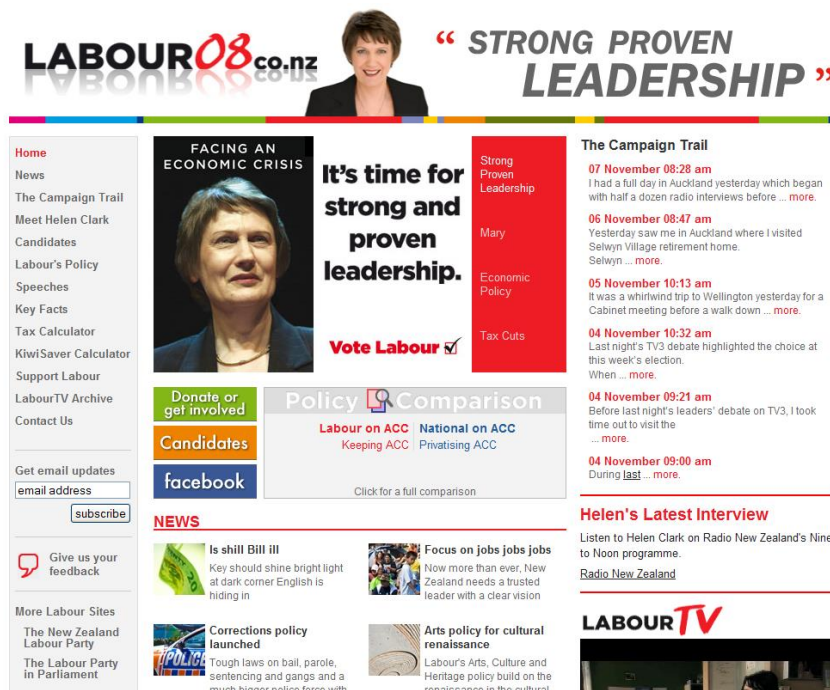 LABOUR08.co.nz
“ STRONG PROVEN
LEADERSHIP ”
Home
News
The Campaign Trail
Meet Helen Clark
Candidates
Labour's Policy
Speeches
Key Facts
Tax Calculator
KiwiSaver Calculator
Support Labour
LabourTV Archive
Contact Us
Get email updates
email address
subscribe
Give us your
feedback
More Labour Sites
The New Zealand
Labour Party
The Labour Party
in Parliament
FACING AN
ECONOMIC CRISIS
It's time for
strong and
proven
leadership.
Vote Labour
Strong
Proven
Leadership
Mary
Economic
Policy
Tax Cuts
Donate or
get involved
Candidates
facebook
Policy Comparison
Labour on ACC
Keeping ACC
National on ACC
Privatising ACC
Click for a full comparison
NEWS
Is shill Bill ill
Key should shine bright light
at dark corner English is
hiding in
Focus on jobs jobs jobs
Now more than ever, New
Zealand needs a trusted
leader with a clear vision
POLICE
Corrections policy
launched
Tough laws on bail, parole,
sentencing and gangs and a
much bigger police force with
Arts policy for cultural
renaissance
Labour's Arts, Culture and
Heritage policy build on the
renaissance in the cultural
The Campaign Trail
07 November 08:28 am
I had a full day in Auckland yesterday which began
with half a dozen radio interviews before ... more.
06 November 08:47 am
Yesterday saw me in Auckland where I visited
Selwyn Village retirement home.
Selwyn ... more.
05 November 10:13 am
It was a whirlwind trip to Wellington yesterday for a
Cabinet meeting before a walk down ... more.
04 November 10:32 am
Last night's TV3 debate highlighted the choice at
this week's election.
When ... more.
04 November 09:21 am
Before last night's leaders' debate on TV3, I took
time out to visit the
... more.
04 November 09:00 am
During last ... more.
Helen's Latest Interview
Listen to Helen Clark on Radio New Zealand's Nine
to Noon programme.
Radio New Zealand
LABOUR TV